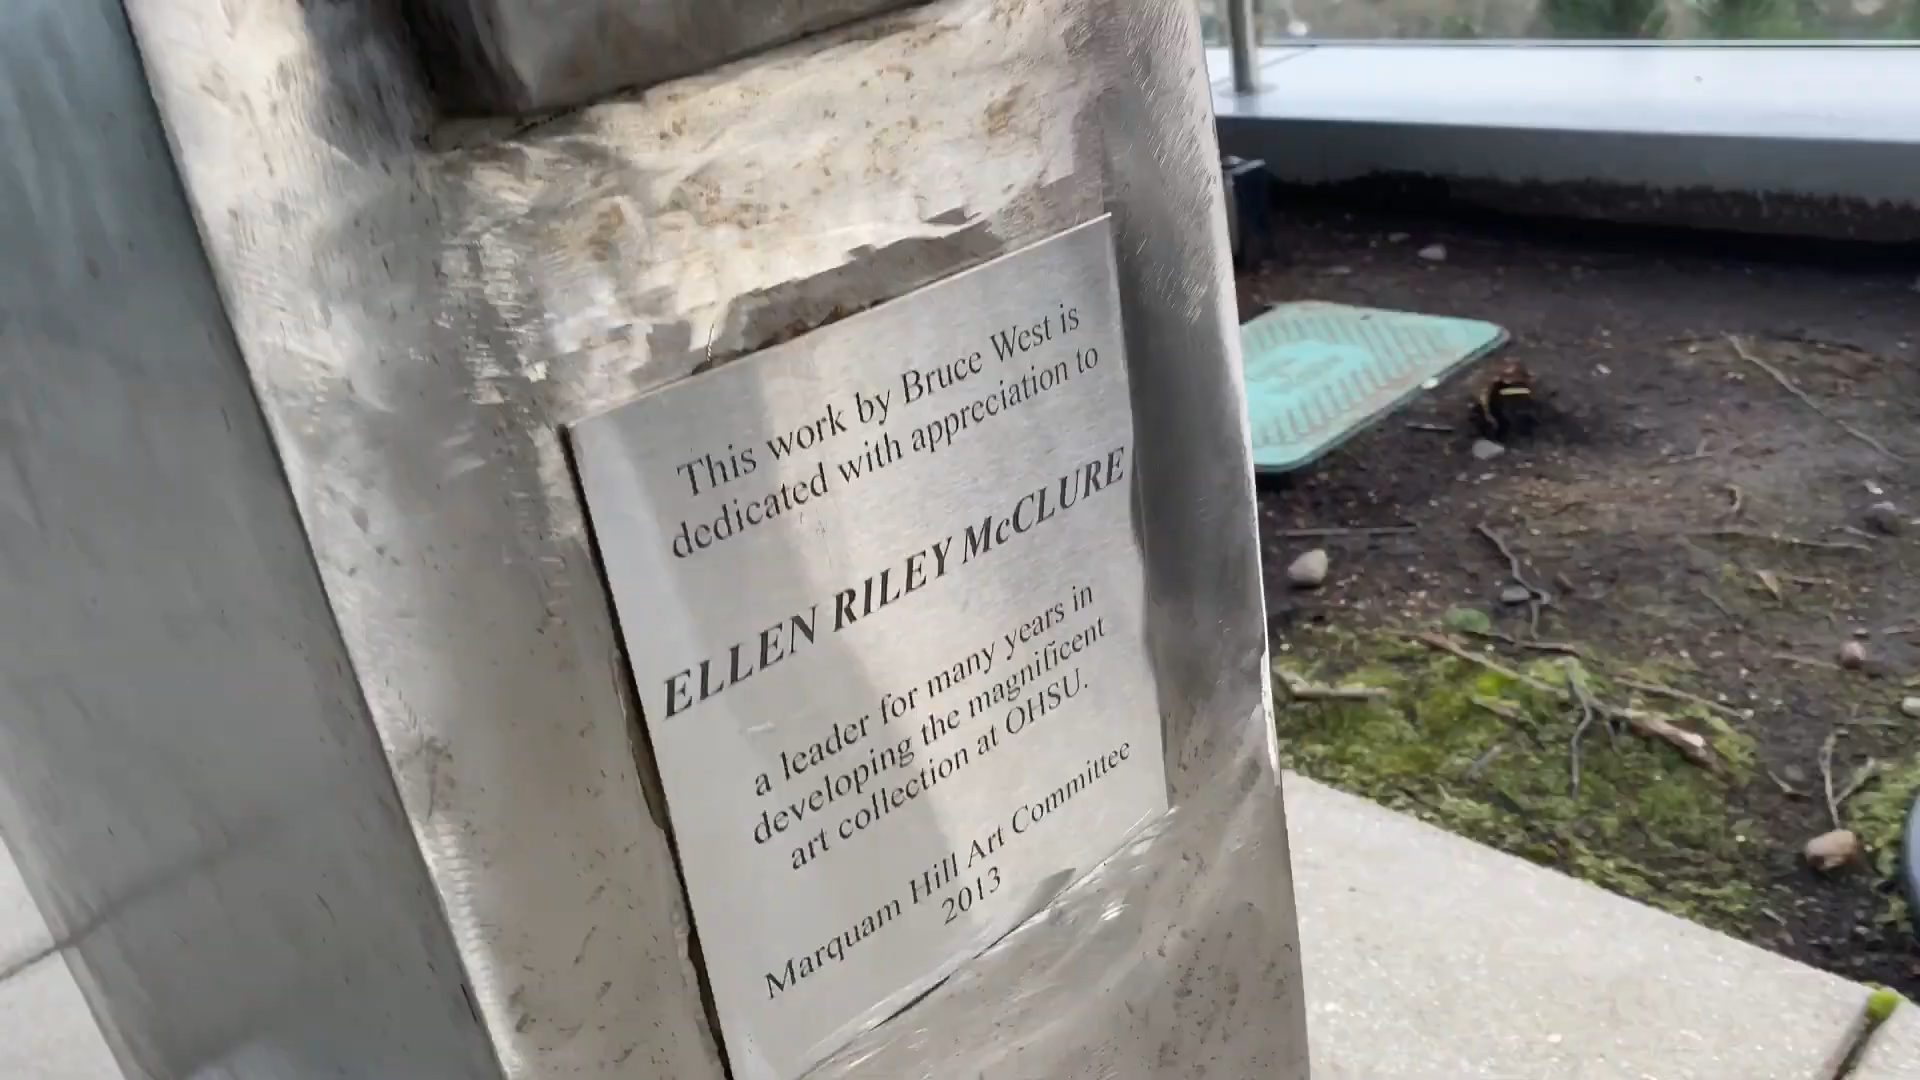 This work by Bruce West is
dedicated with appreciation to
ELLEN RILEY McCLURE
a leader for many years in
developing the magnificent
art collection at OHSU.
Marquam Hill Art Committee
2013